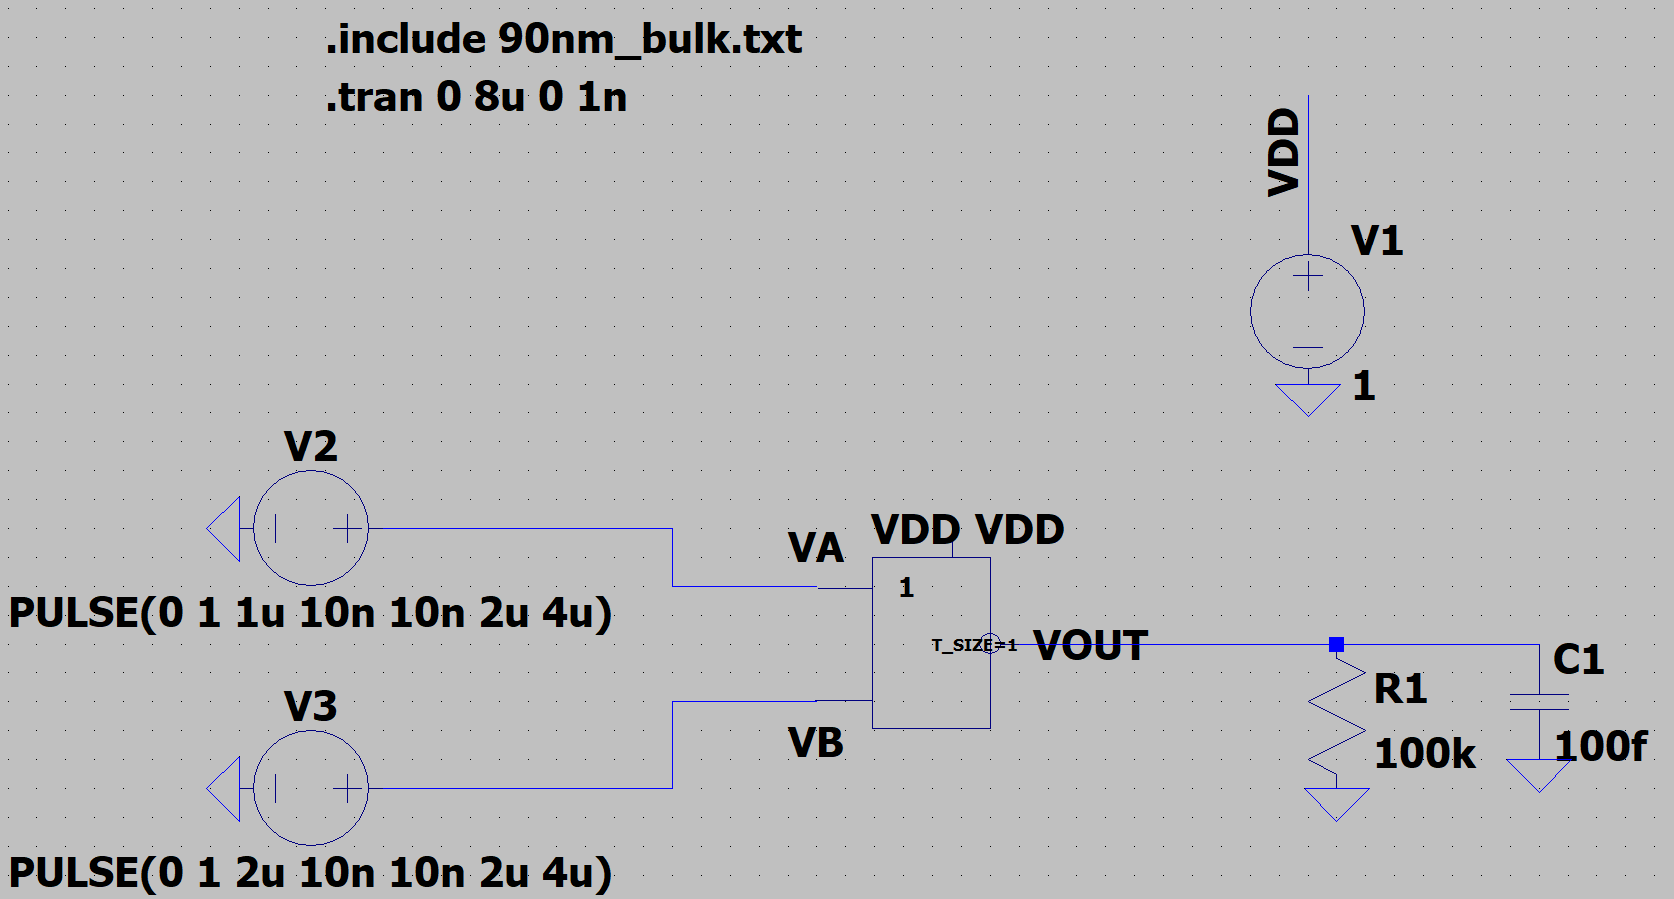 .include 90nm_bulk.txt
.tran 0 8u 0 1n
VDD
V1
1
V2
PULSE(0 1 1u 10n 10n 2u 4u)
VA
VDD VDD
1
T_SIZE=1
VOUT
VB
V3
PULSE(0 1 2u 10n 10n 2u 4u)
R1
100k
C1
100f